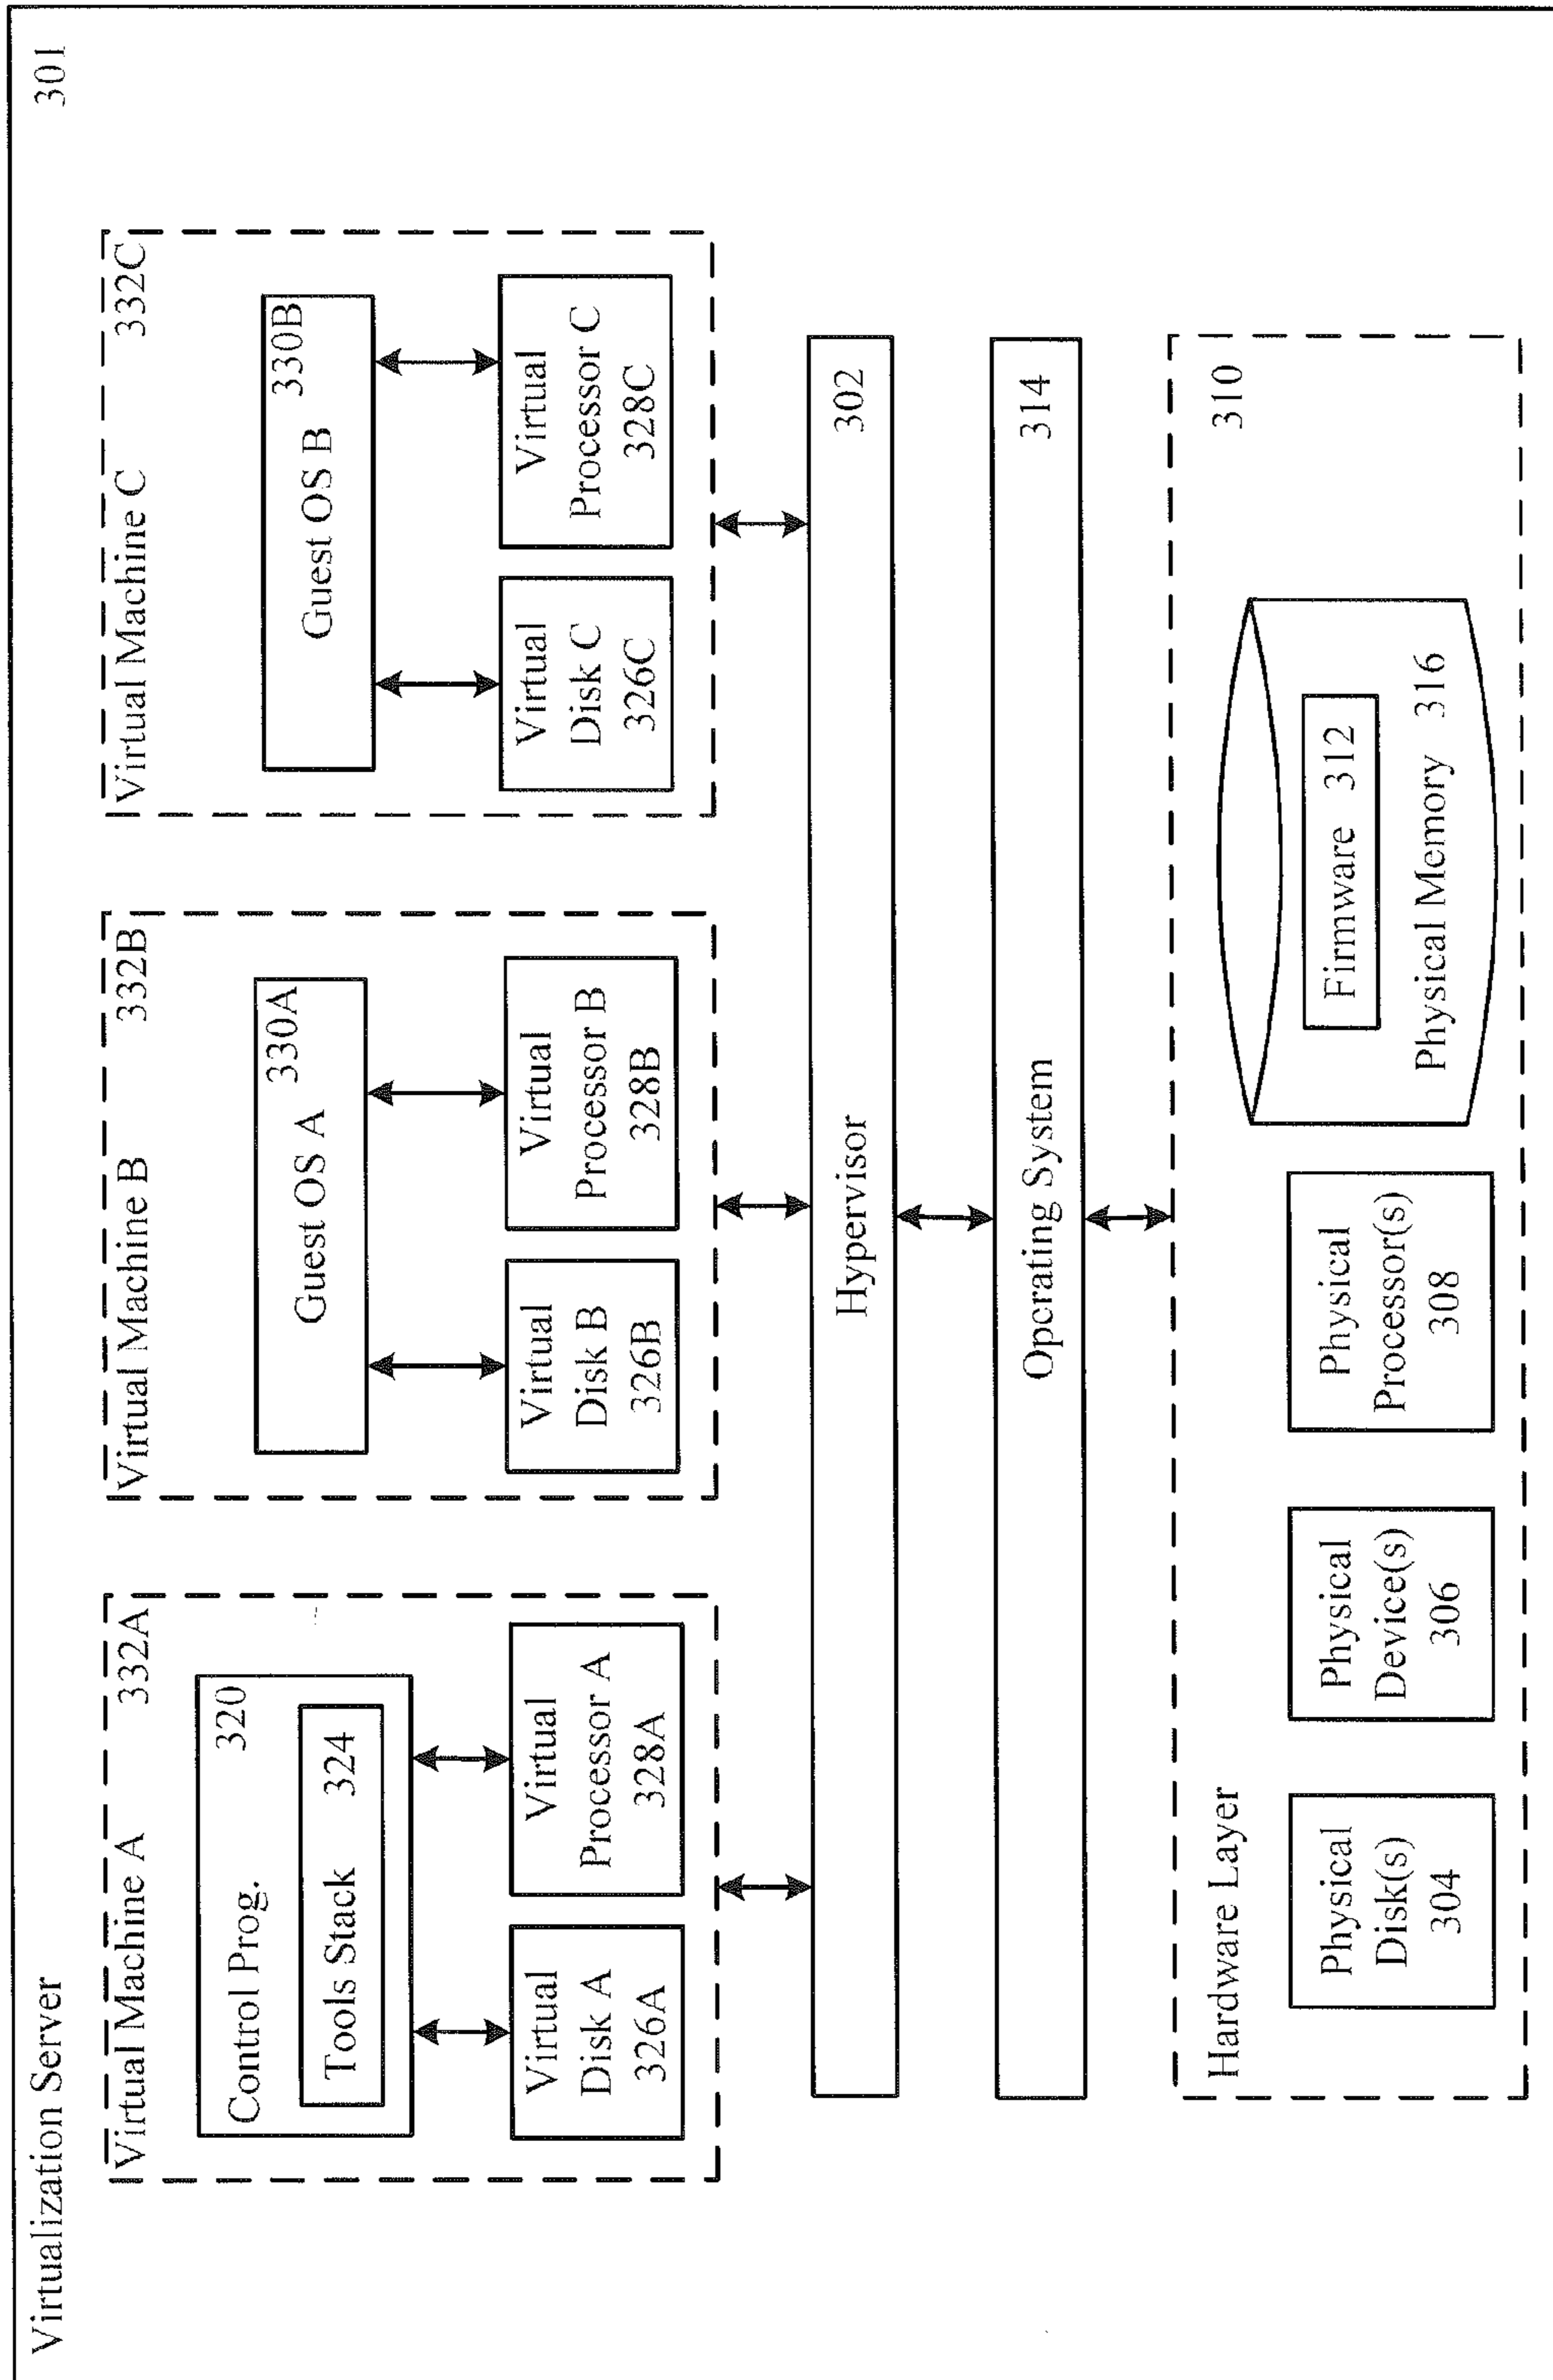 Virtualization Server
301
Virtual Machine A
332A
Control Prog.
320
Tools Stack 324
Virtual
Disk A
326A
Virtual
Processor A
328A
Virtual Machine B
332B
330A
Guest OS A
Virtual
Disk B
326B
Virtual
Processor B
328B
Virtual Machine C
332C
330B
Guest OS B
Virtual
Disk C
326C
Virtual
Processor C
328C
Hypervisor
302
Operating System
314
Hardware Layer
310
Physical
Disk(s)
304
Physical
Device(s)
306
Physical
Processor(s)
308
Firmware 312
Physical Memory 316